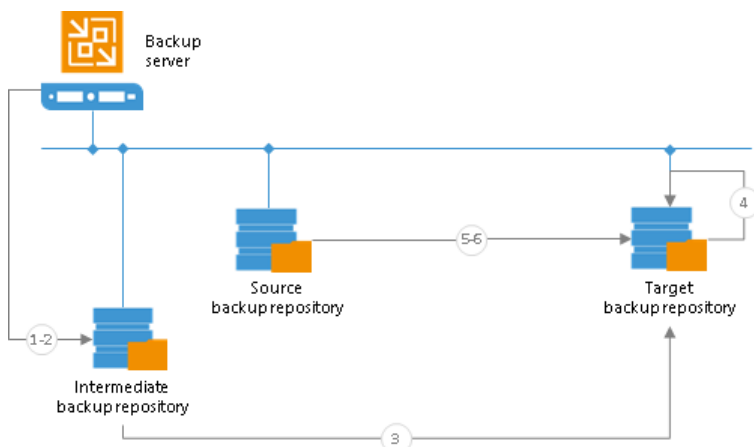 Backup
server
4
5-6
Source
backup repository
Target
backup repository
1-2
Intermediate
backup repository
3